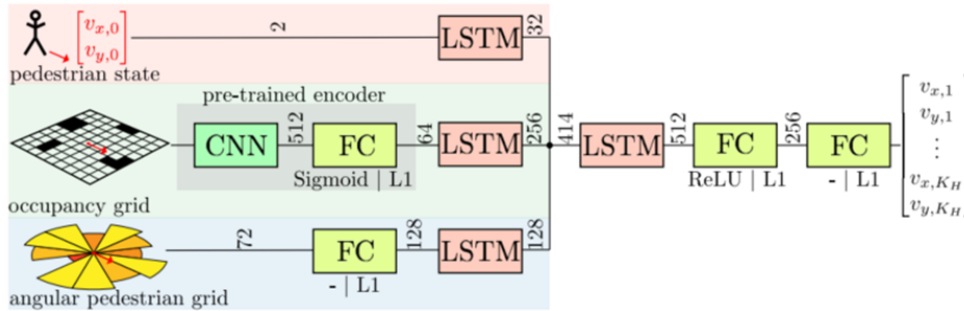 v_{x,0}
v_{y,0}
2
LSTM
32
pedestrian state
pre-trained encoder
CNN
512
FC
64
LSTM
256
414
LSTM
512
FC
256
FC
Sigmoid | L1
ReLU | L1
- | L1
v_{x,1}
v_{y,1}
⋮
v_{x,K_H}
v_{y,K_H}
occupancy grid
72
FC
128
LSTM
128
- | L1
angular pedestrian grid